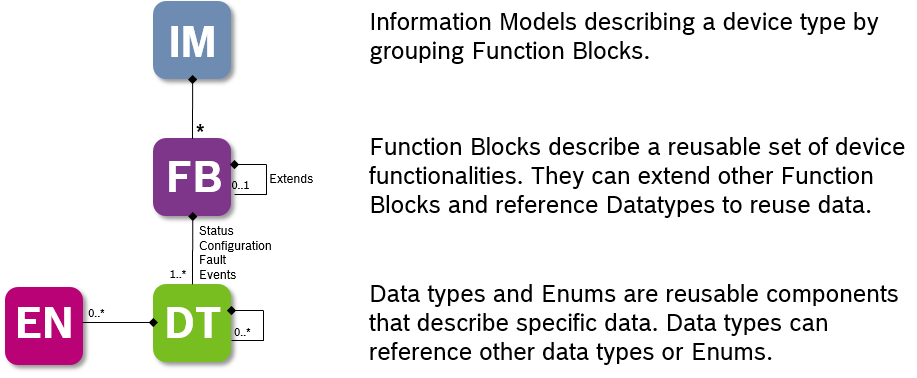 IM
Information Models describing a device type by
grouping Function Blocks.
*
FB
0..1
Extends
Function Blocks describe a reusable set of device
functionalities. They can extend other Function
Blocks and reference Datatypes to reuse data.
Status
Configuration
Fault
Events
1..*
EN
0..*
DT
0..*
Data types and Enums are reusable components
that describe specific data. Data types can
reference other data types or Enums.